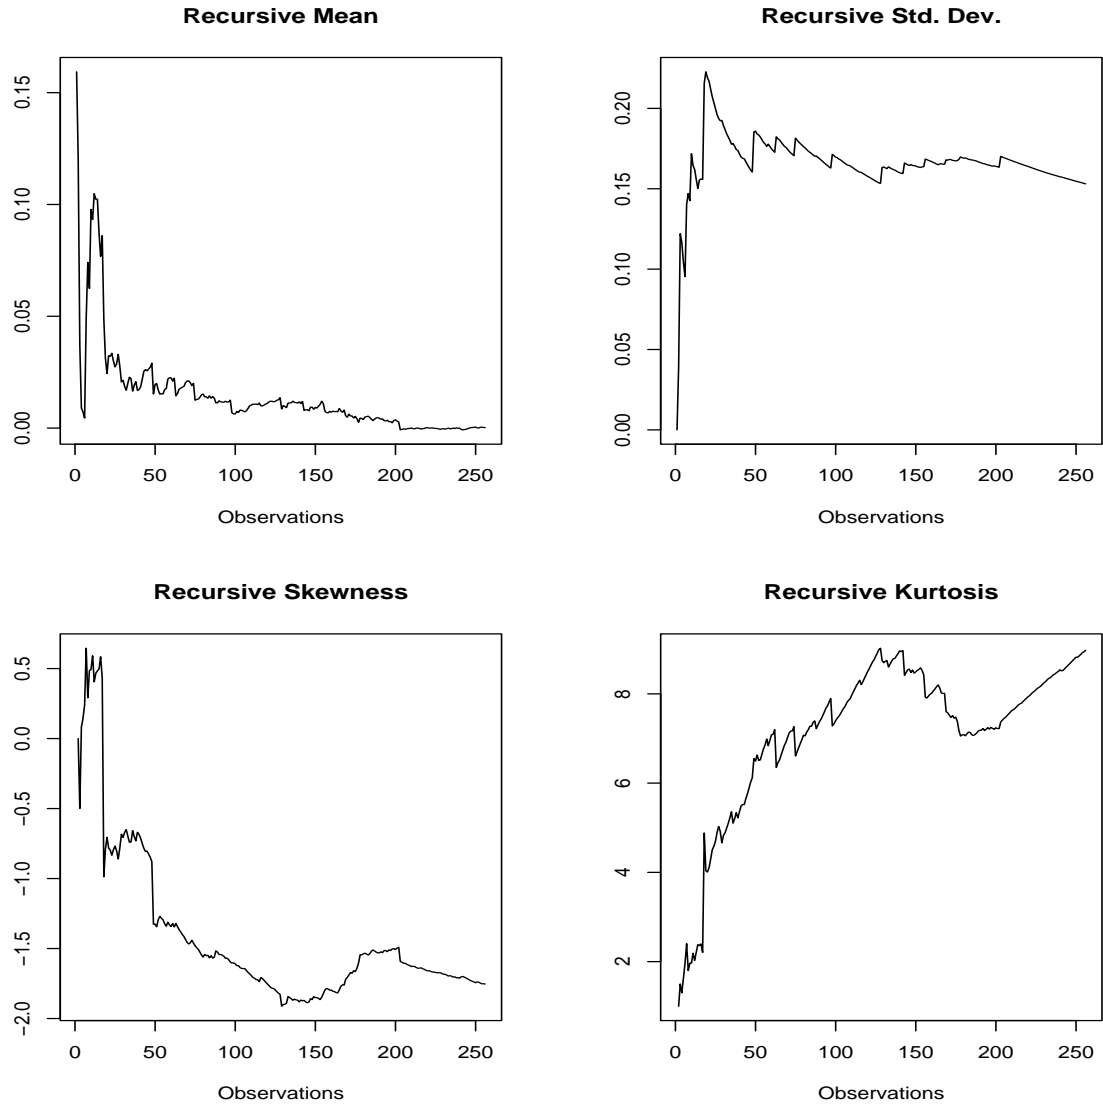 Recursive Mean
0.15
0.10
0.05
0.00
0 50 100 150 200 250
Observations
Recursive Std. Dev.
0.20
0.15
0.10
0.05
0.00
0 50 100 150 200 250
Observations
Recursive Skewness
0.5
0.0
−0.5
−1.0
−1.5
−2.0
0 50 100 150 200 250
Observations
Recursive Kurtosis
8
6
4
2
0 50 100 150 200 250
Observations